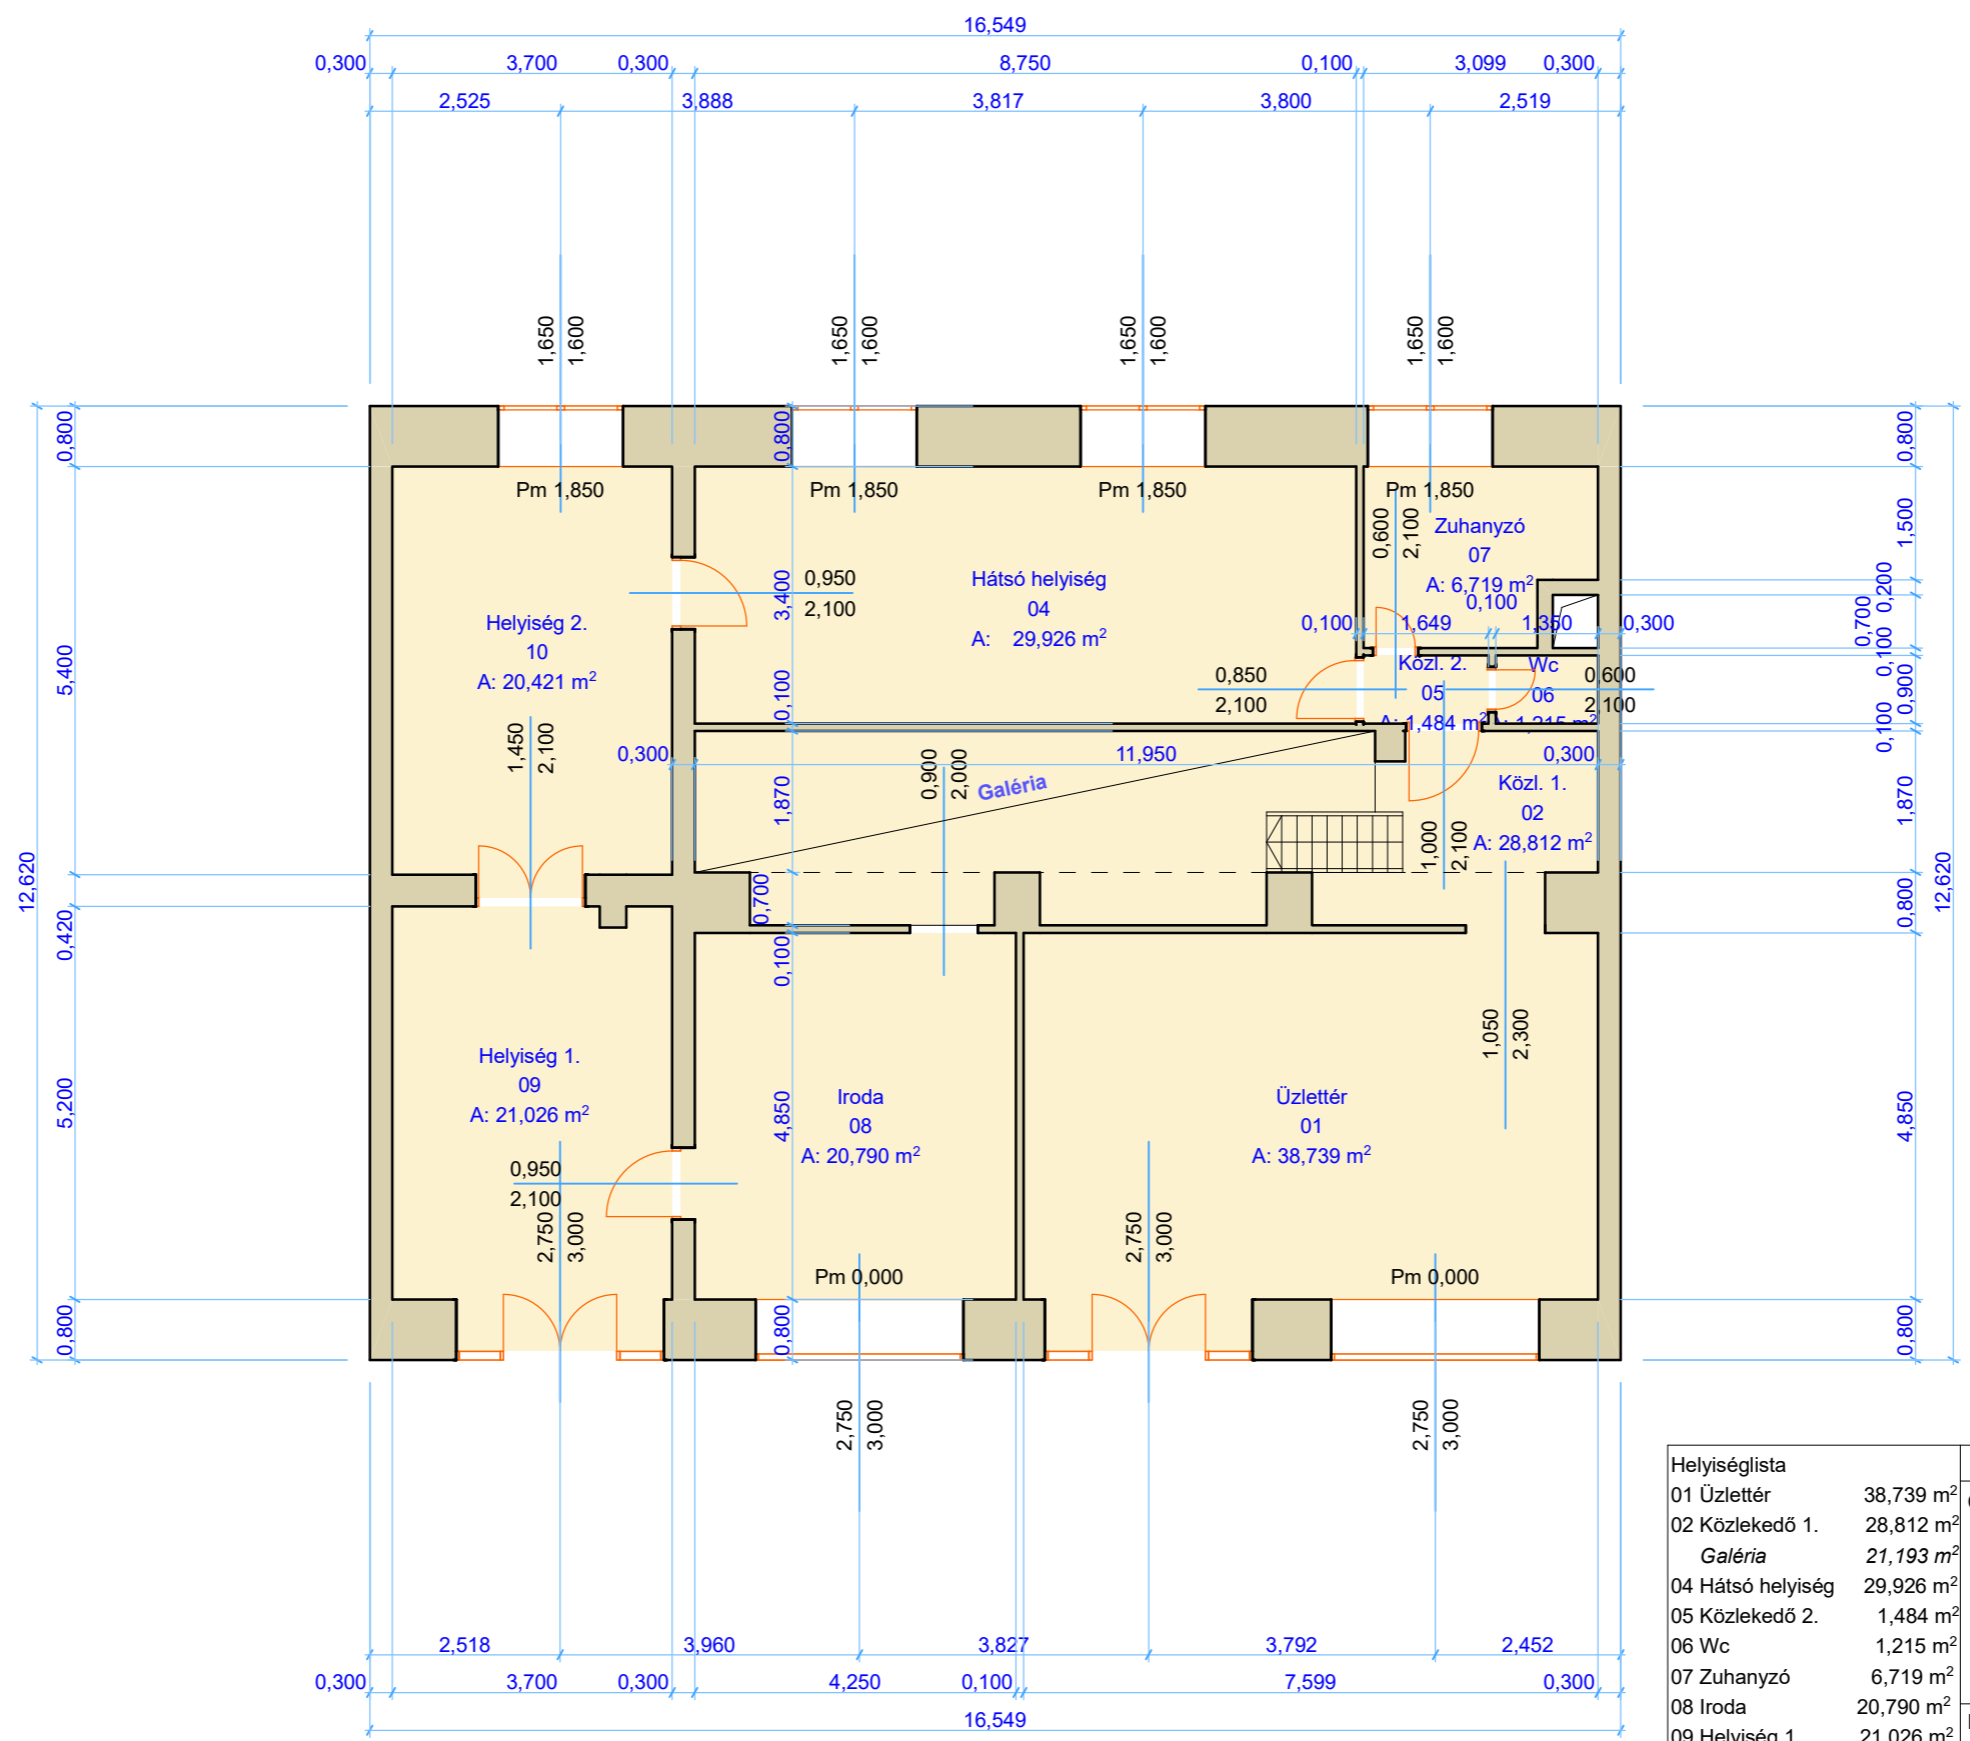 16,549
0,300 3,700 0,300 8,750 0,100 3,099 0,300
2,525 3,888 3,817 3,800 2,519
1,650 1,600 1,650 1,600 1,650 1,600 1,650 1,600
0,800 0,800 0,800
Pm 1,850 Pm 1,850 Pm 1,850 Pm 1,850
Zuhanyzó
07
A: 6,719 m²
0,600 2,100
1,500
0,100
0,200
0,700
0,100 1,649 1,350 0,300
0,100
0,900
0,100
0,950
2,100
3,400
Hátsó helyiség
04
A: 29,926 m²
Helyiség 2.
10
A: 20,421 m²
5,400
0,100
0,850
2,100
Közl. 2.
05
A: 1,484 m²
Wc
06
A: 1,215 m²
0,600
2,100
1,450 2,100
0,300 11,950 0,300
0,900 2,000
Galéria
1,870
Közl. 1.
02
A: 28,812 m²
1,000 2,100
1,870
12,620
0,420
0,700
0,100
0,800
12,620
1,050 2,300
Helyiség 1.
09
A: 21,026 m²
5,200
Iroda
08
A: 20,790 m²
4,850
Üzlettér
01
A: 38,739 m²
4,850
0,950
2,100
2,750 3,000
2,750 3,000
Pm 0,000 Pm 0,000
0,800 0,800 0,800
2,750 3,000 2,750 3,000
2,518 3,960 3,827 3,792 2,452
0,300 3,700 0,300 4,250 0,100 7,599 0,300
16,549
Helyiséglista
01 Üzlettér 38,739 m²
02 Közlekedő 1. 28,812 m²
Galéria 21,193 m²
04 Hátsó helyiség 29,926 m²
05 Közlekedő 2. 1,484 m²
06 Wc 1,215 m²
07 Zuhanyzó 6,719 m²
08 Iroda 20,790 m²
09 Helyiség 1. 21,026 m²